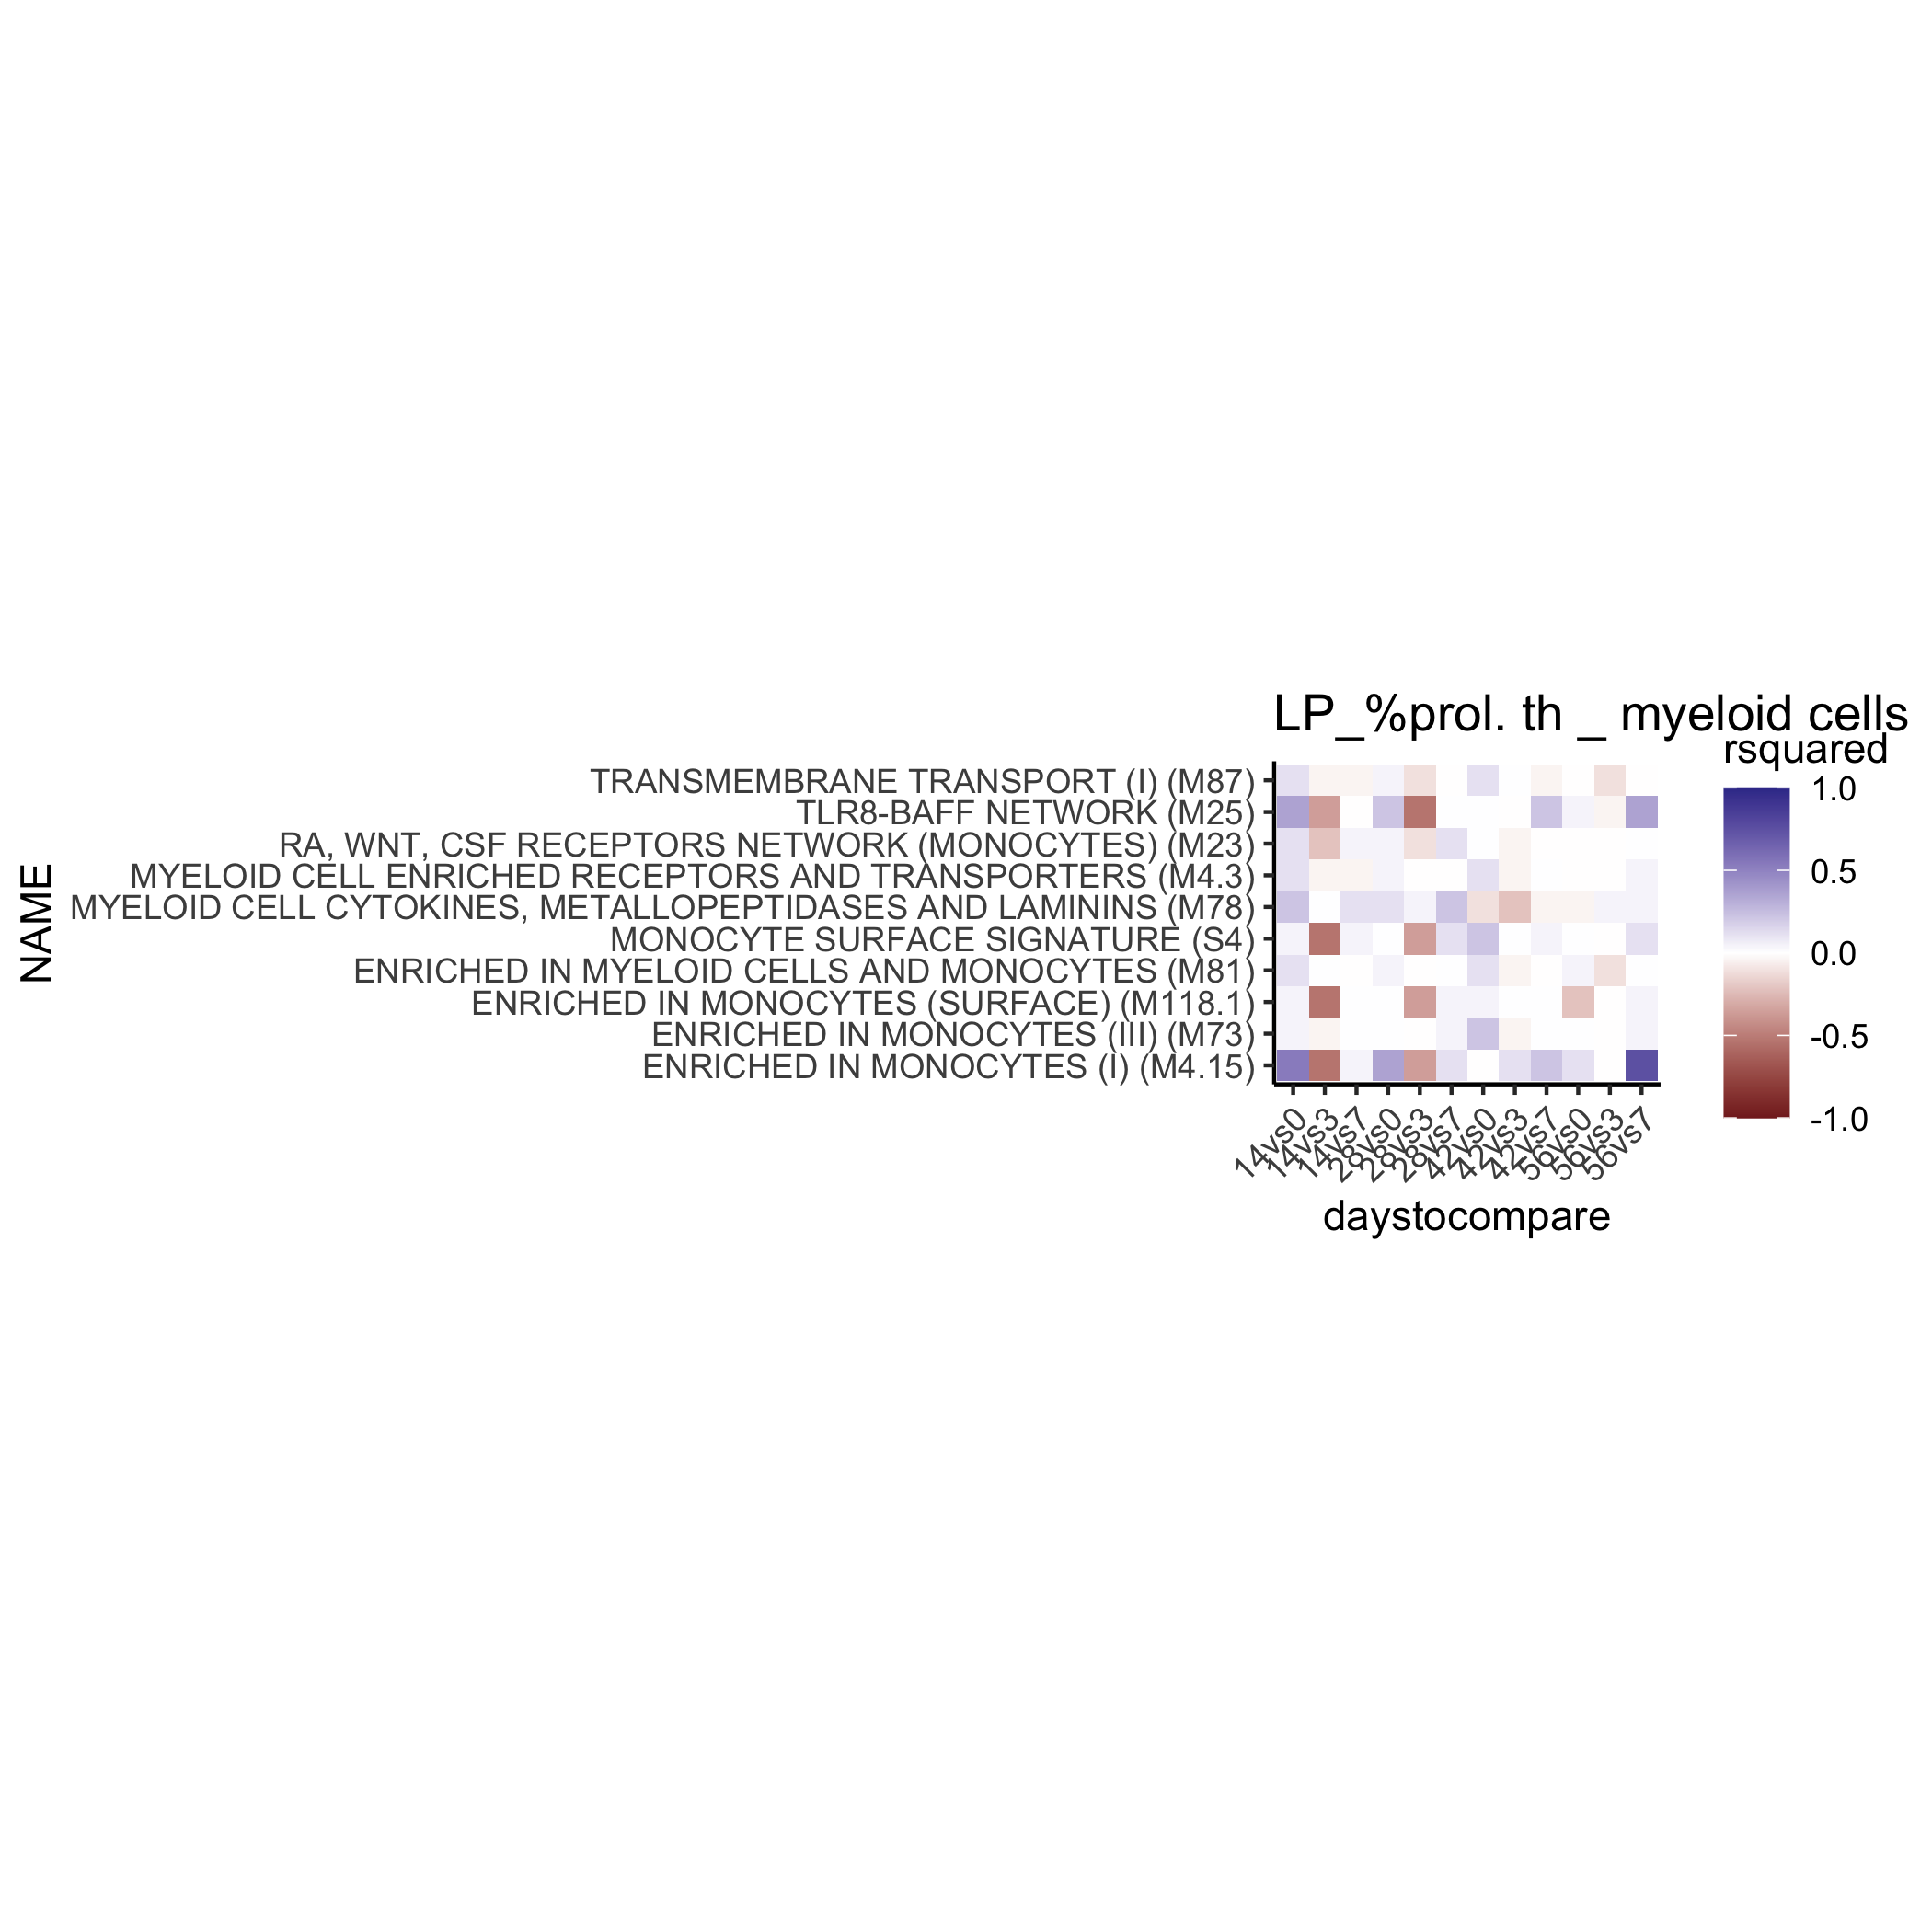 LP_%prol. th _ myeloid cells
rsquared
1.0
0.5
0.0
-0.5
-1.0
NAME
TRANSMEMBRANE TRANSPORT (I) (M87)
TLR8-BAFF NETWORK (M25)
RA, WNT, CSF RECEPTORS NETWORK (MONOCYTES) (M23)
MYELOID CELL ENRICHED RECEPTORS AND TRANSPORTERS (M4.3)
MYELOID CELL CYTOKINES, METALLOPEPTIDASES AND LAMININS (M78)
MONOCYTE SURFACE SIGNATURE (S4)
ENRICHED IN MYELOID CELLS AND MONOCYTES (M81)
ENRICHED IN MONOCYTES (SURFACE) (M118.1)
ENRICHED IN MONOCYTES (III) (M73)
ENRICHED IN MONOCYTES (I) (M4.15)
14vs0
14vs3
14vs7
28vs0
28vs3
28vs7
42vs0
42vs3
42vs7
56vs0
56vs3
56vs7
daystocompare